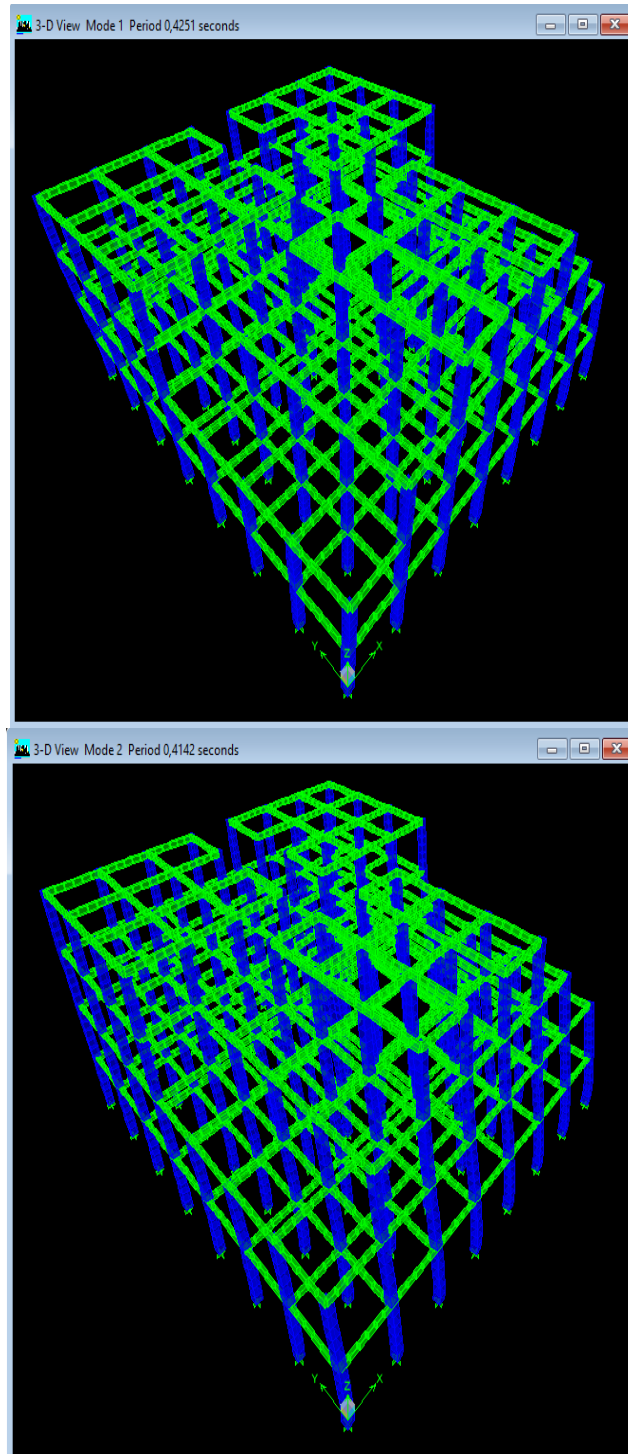 3-D View Mode 1 Period 0,4251 seconds
Y Z X
3-D View Mode 2 Period 0,4142 seconds
Y Z X